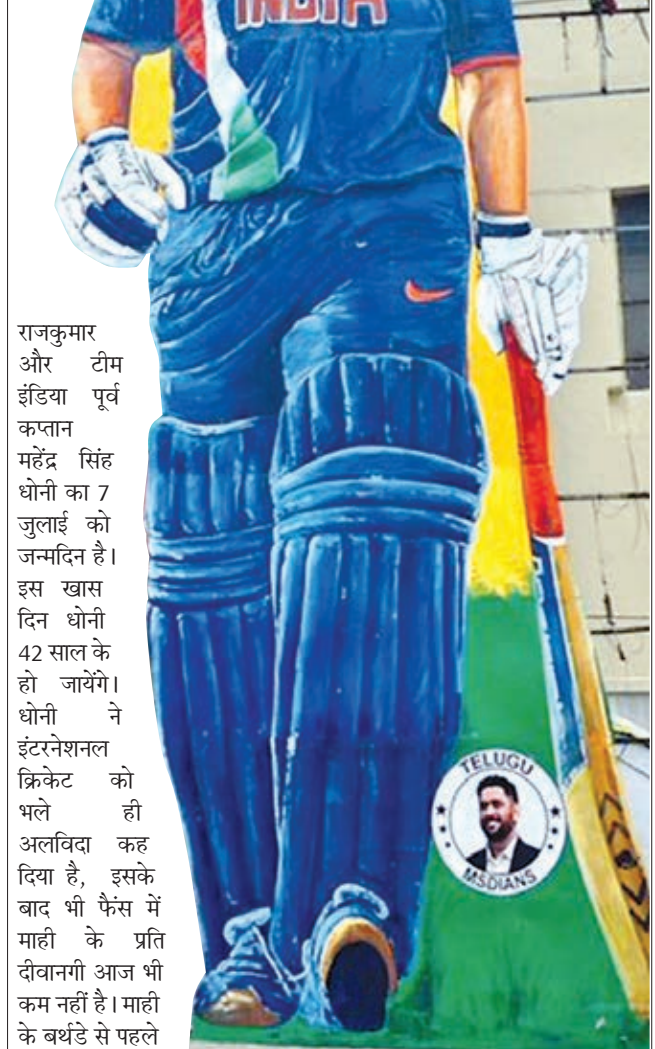 INDIA
राजकुमार
और टीम
इंडिया पूर्व
कप्तान
महेंद्र सिंह
धोनी का 7
जुलाई को
जन्मदिन है।
इस खास
दिन धोनी
42 साल के
हो जायेंगे।
धोनी ने
इंटरनेशनल
क्रिकेट को
भले ही
अलविदा कह
दिया है, इसके
बाद भी फैंस में
माही के प्रति
दीवानगी आज भी
कम नहीं है। माही
के बर्थडे से पहले
TELUGU
MSDIANS